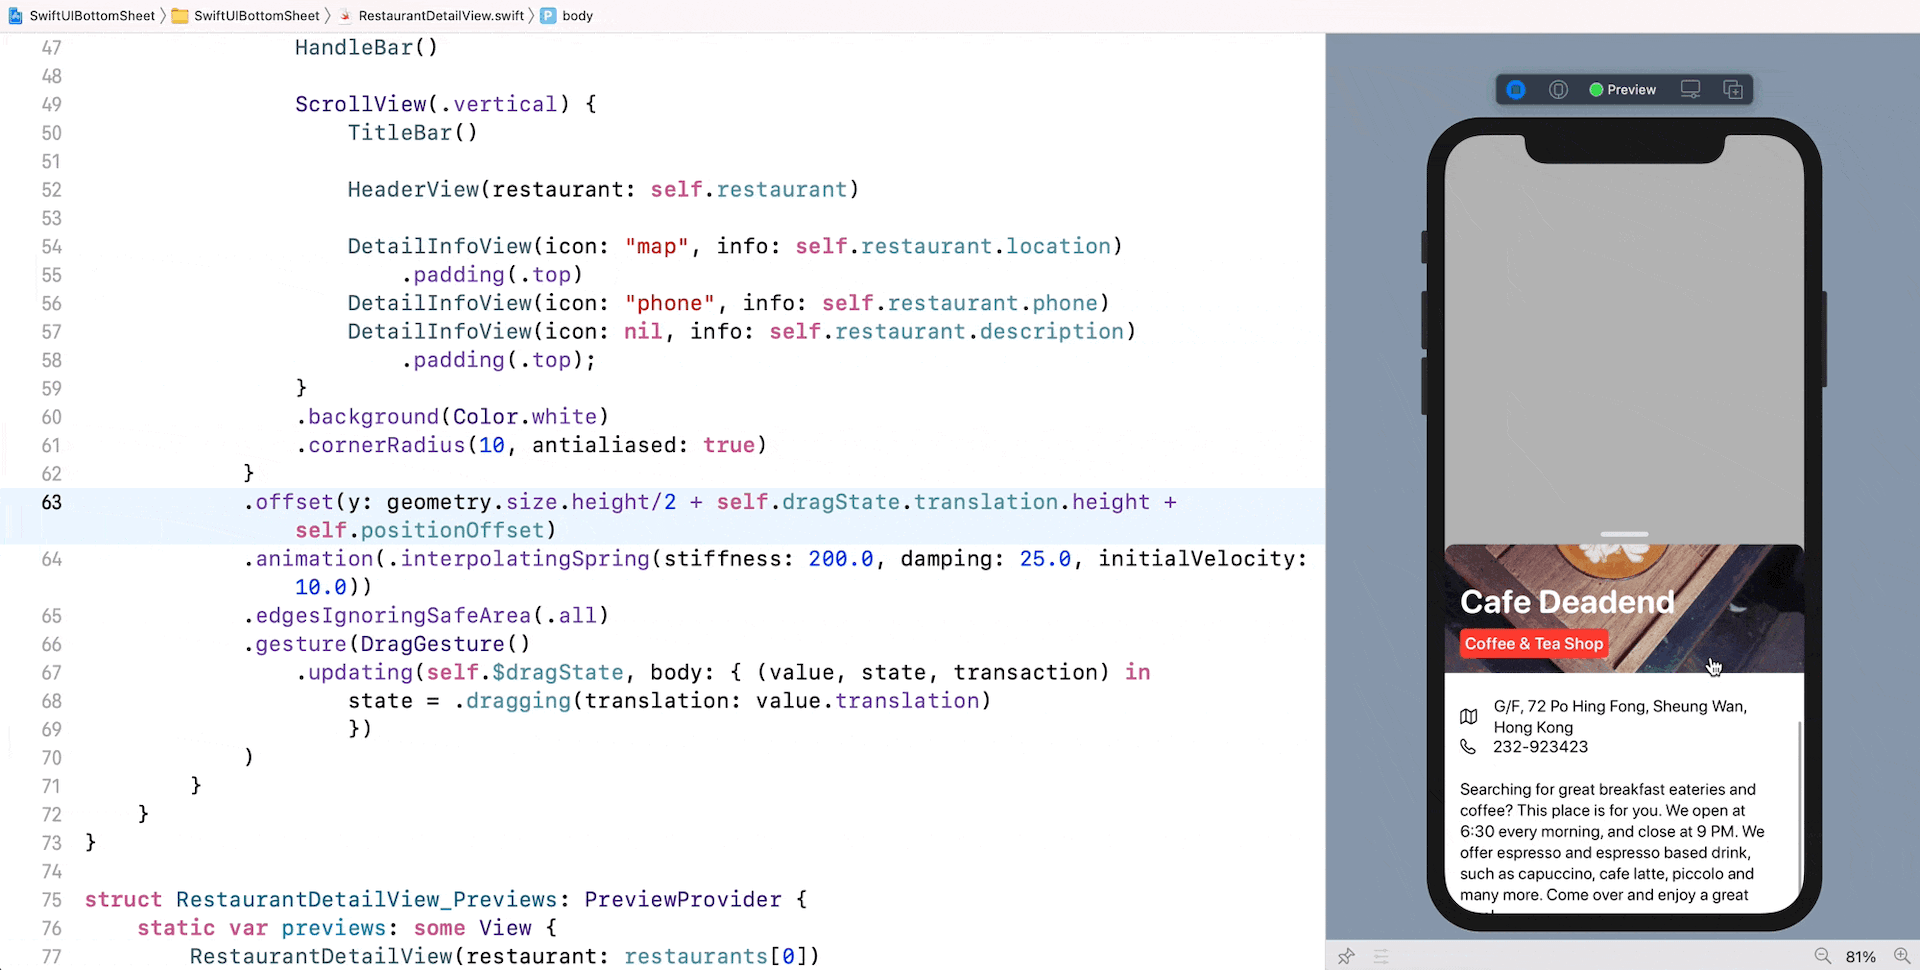 SwiftUIBottomSheet SwiftUIBottomSheet RestaurantDetailView.swift P body
47 HandleBar()
48
49 ScrollView(.vertical) {
50 TitleBar()
51
52 HeaderView(restaurant: self.restaurant)
53
54 DetailInfoView(icon: "map", info: self.restaurant.location)
55 .padding(.top)
56 DetailInfoView(icon: "phone", info: self.restaurant.phone)
57 DetailInfoView(icon: nil, info: self.restaurant.description)
58 .padding(.top);
59 }
60 .background(Color.white)
61 .cornerRadius(10, antialiased: true)
62 }
63 .offset(y: geometry.size.height/2 + self.dragState.translation.height +
self.positionOffset)
64 .animation(.interpolatingSpring(stiffness: 200.0, damping: 25.0, initialVelocity:
10.0))
65 .edgesIgnoringSafeArea(.all)
66 .gesture(DragGesture()
67 .updating(self.$dragState, body: { (value, state, transaction) in
68 state = .dragging(translation: value.translation)
69 })
70 )
71 }
72 }
73 }
74
75 struct RestaurantDetailView_Previews: PreviewProvider {
76 static var previews: some View {
77 RestaurantDetailView(restaurant: restaurants[0])
Preview
Cafe Deadend
Coffee & Tea Shop
G/F, 72 Po Hing Fong, Sheung Wan,
Hong Kong
232-923423
Searching for great breakfast eateries and
coffee? This place is for you. We open at
6:30 every morning, and close at 9 PM. We
offer espresso and espresso based drink,
such as capuccino, cafe latte, piccolo and
many more. Come over and enjoy a great
81%